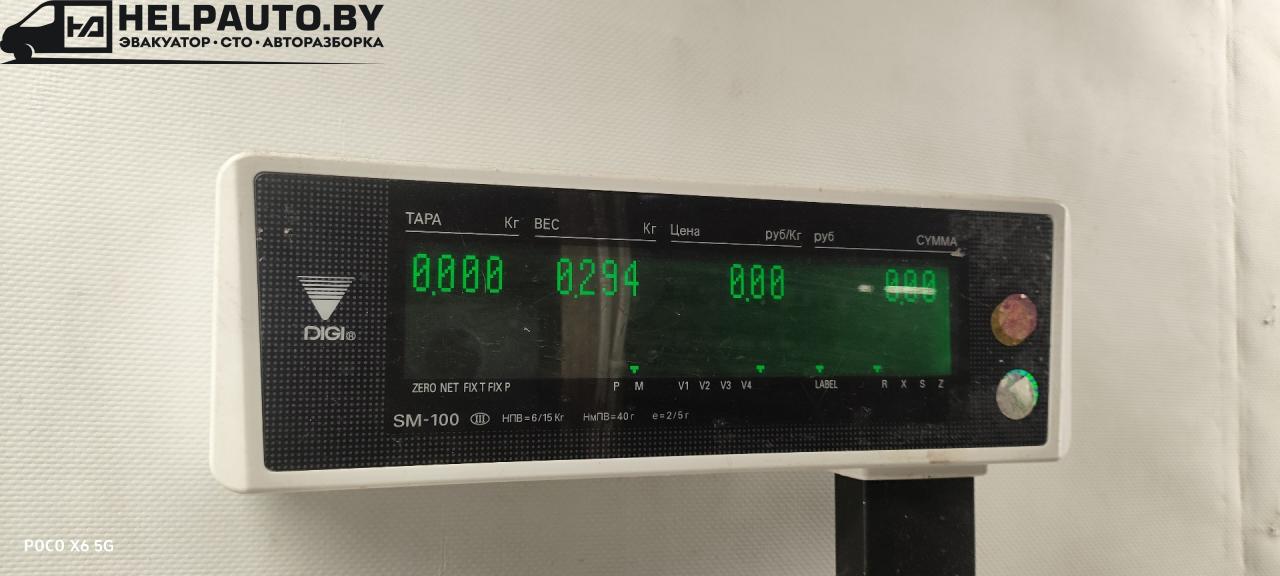 HELPAUTO.BY
ЭВАКУАТОР · СТО · АВТОРАЗБОРКА
ТАРА Кг ВЕС Кг Цена руб/Кг руб СУММА
0.000 0.294 0.00 0.00
DIGI®
ZERO NET FIX T FIX P P M V1 V2 V3 V4 LABEL R X S Z
SM-100 III НПВ=6/15Кг НмПВ=40г e=2/5г
POCO X6 5G